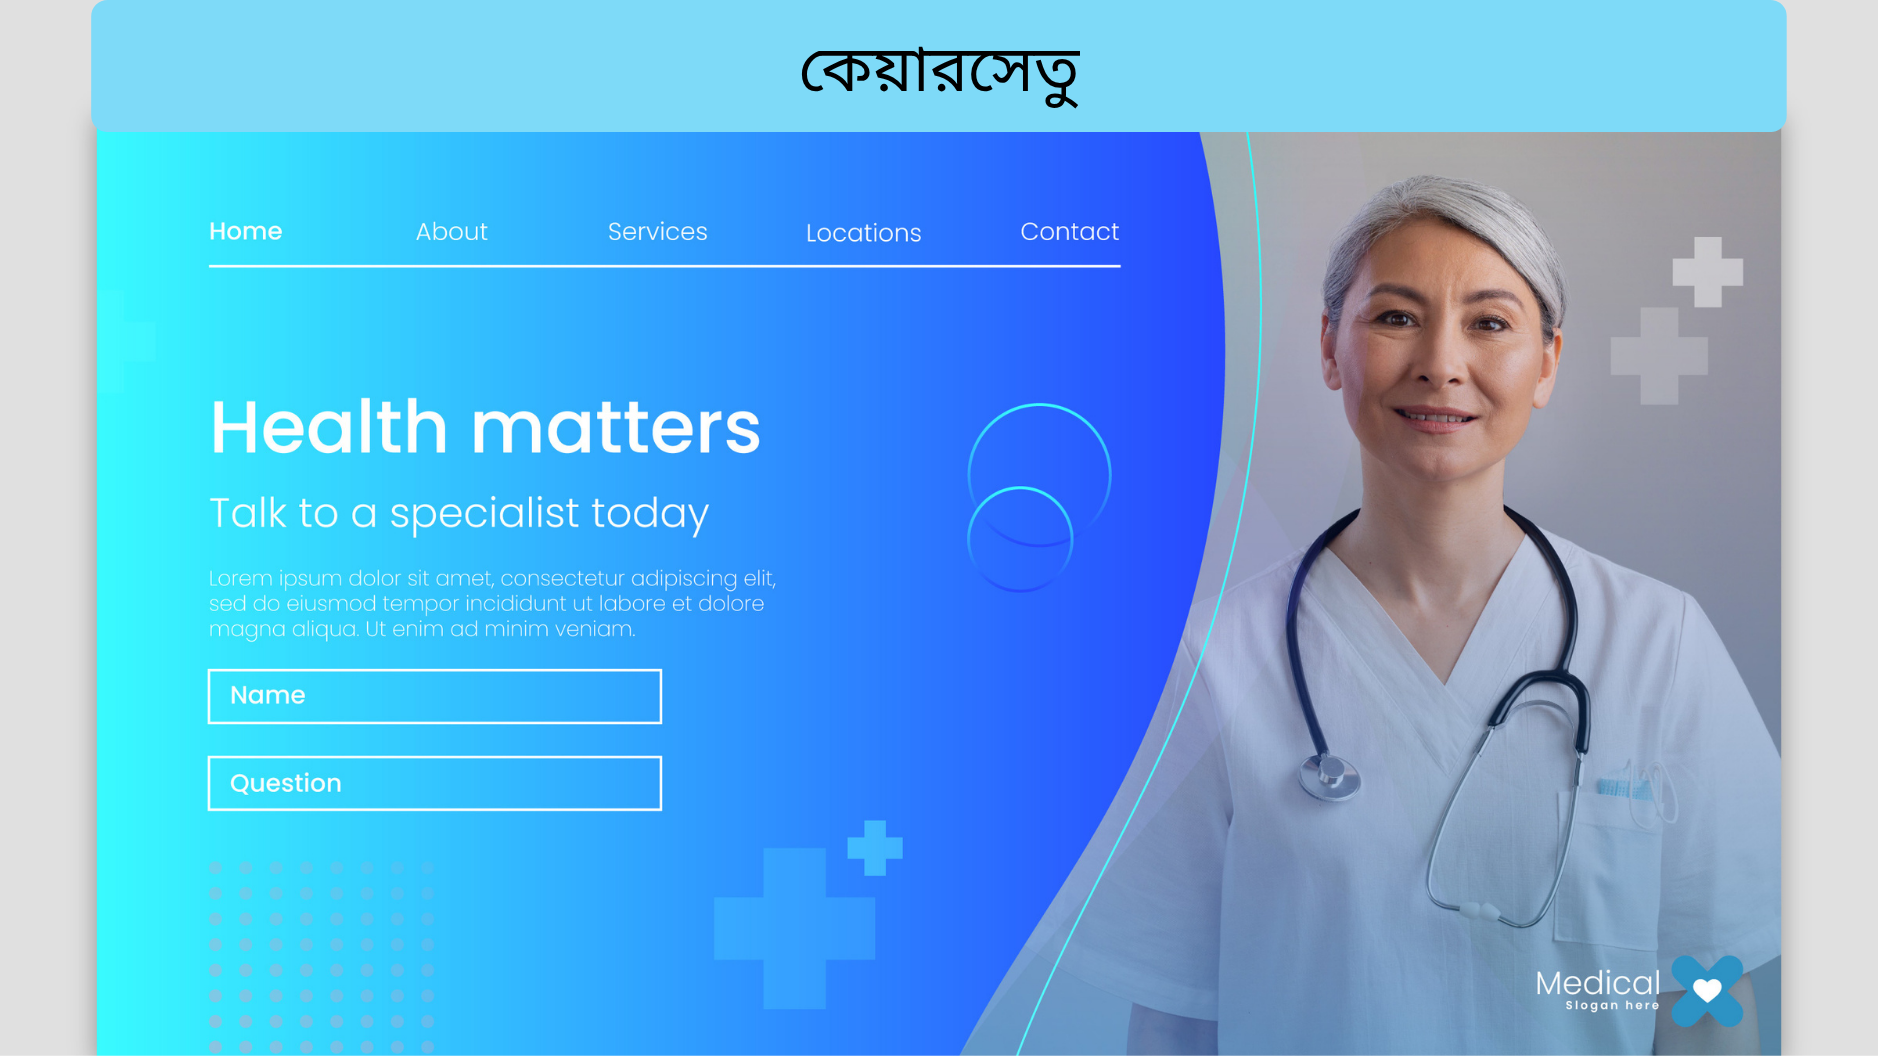 কেয়ারসেতু
Home About Services Locations Contact
Health matters
Talk to a specialist today
Lorem ipsum dolor sit amet, consectetur adipiscing elit,
sed do eiusmod tempor incididunt ut labore et dolore
magna aliqua. Ut enim ad minim veniam.
Name
Question
Medical
Slogan here